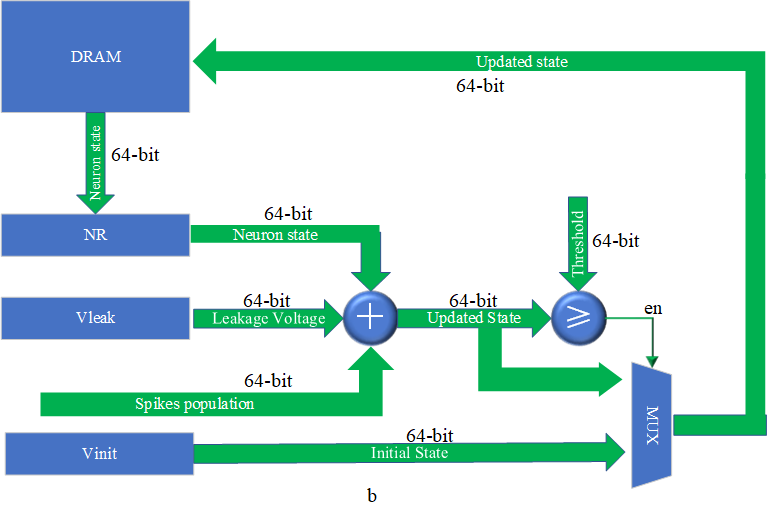 DRAM
Updated state
64-bit
Neuron state
64-bit
NR
64-bit
Neuron state
Threshold
64-bit
Vleak
64-bit
Leakage Voltage
+
64-bit
Updated State
≥
en
64-bit
Spikes population
MUX
Vinit
64-bit
Initial State
b